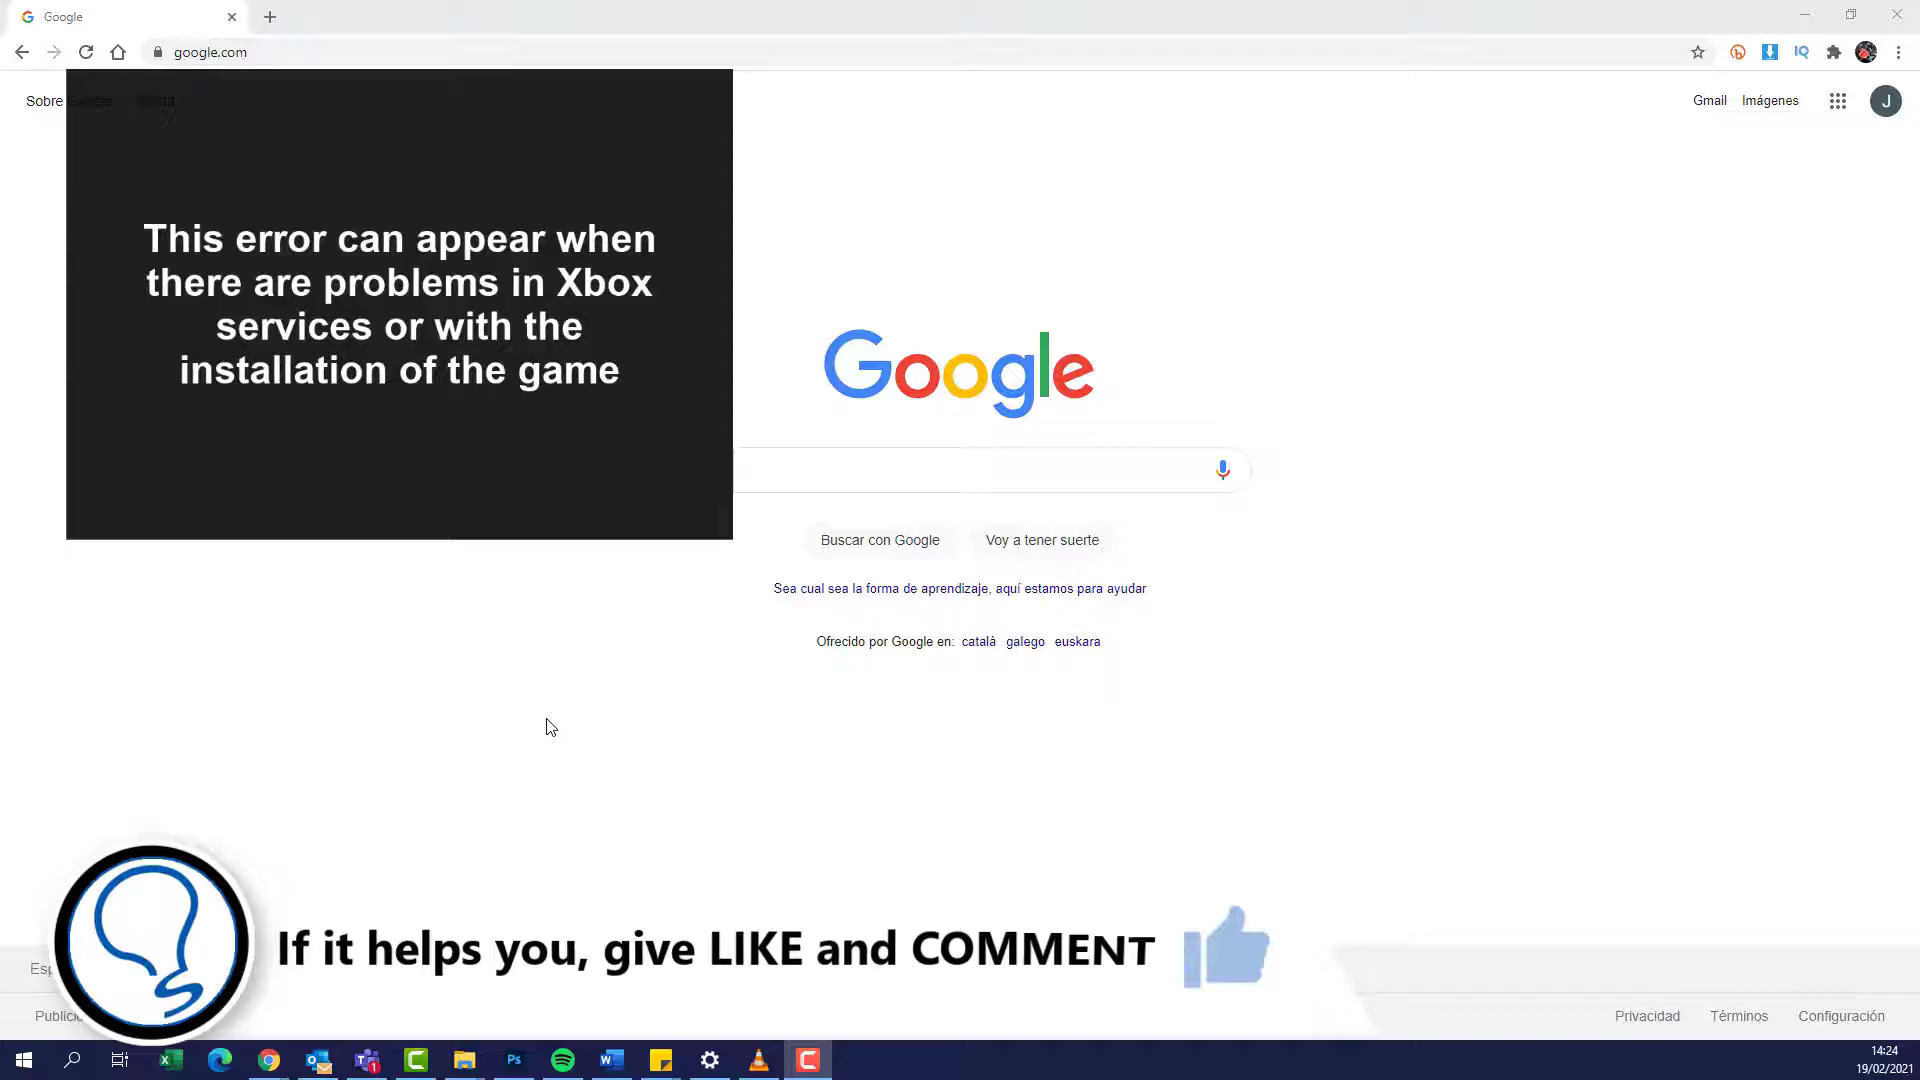 Google
google.com
Sobre
Gmail Imágenes
J
This error can appear when
there are problems in Xbox
services or with the
installation of the game
Google
Buscar con Google Voy a tener suerte
Sea cual sea la forma de aprendizaje, aquí estamos para ayudar
Ofrecido por Google en: català galego euskara
If it helps you, give LIKE and COMMENT
Privacidad Términos Configuración
14:24
19/02/2021